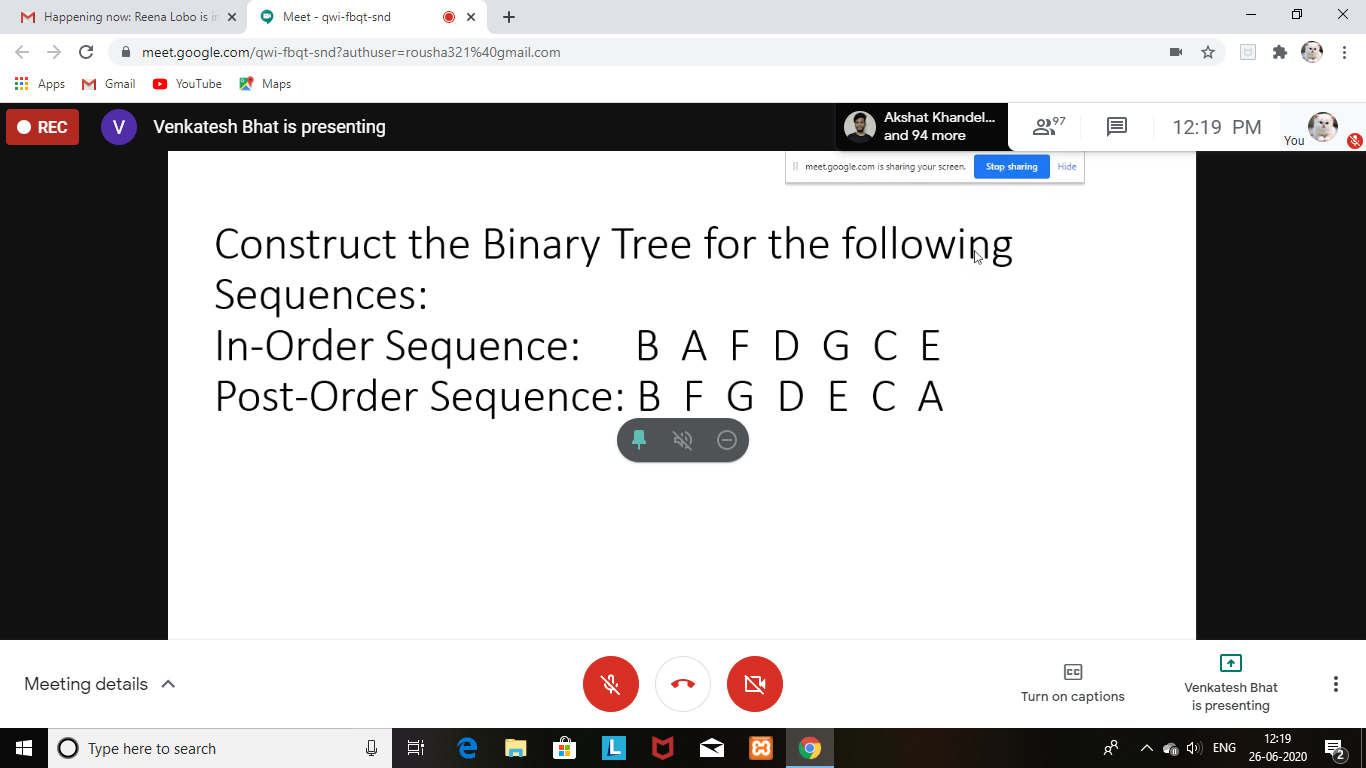 Happening now: Reena Lobo is in
Meet - qwi-fbqt-snd
meet.google.com/qwi-fbqt-snd?authuser=rousha321%40gmail.com
Apps Gmail YouTube Maps
REC V Venkatesh Bhat is presenting
Akshat Khandel...
and 94 more
97
12:19 PM
You
meet.google.com is sharing your screen. Stop sharing Hide
Construct the Binary Tree for the following
Sequences:
In-Order Sequence: B A F D G C E
Post-Order Sequence: B F G D E C A
Meeting details
CC
Turn on captions
Venkatesh Bhat
is presenting
Type here to search
L
ENG
12:19
26-06-2020
2